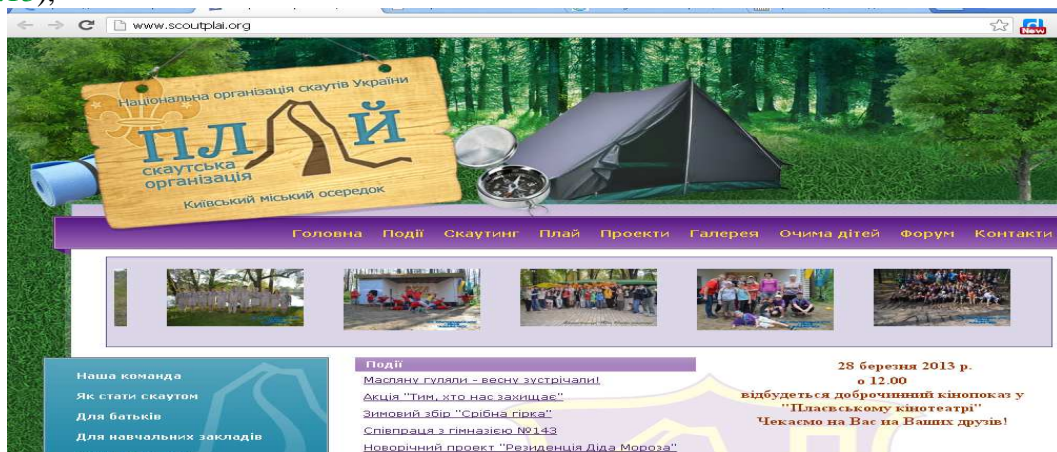 www.scoutplai.org
New
Національна організація скаутів України
ПЛАЙ
скаутська
організація
Київський міський осередок
Головна Події Скаутинг Плай Проекти Галерея Очима дітей Форум Контакти
Наша команда
Як стати скаутом
Для батьків
Для навчальних закладів
Події
Масляну гуляли - весну зустрічали!
Акція "Тим, хто нас захищає"
Зимовий збір "Срібна гірка"
Співпраця з гімназією №143
Новорічний проект "Резиденція Діда Мороза"
28 березня 2013 р.
о 12.00
відбудеться доброчинний кінопоказ у
"Плаєвському кінотеатрі"
Чекаємо на Вас та Ваших друзів!